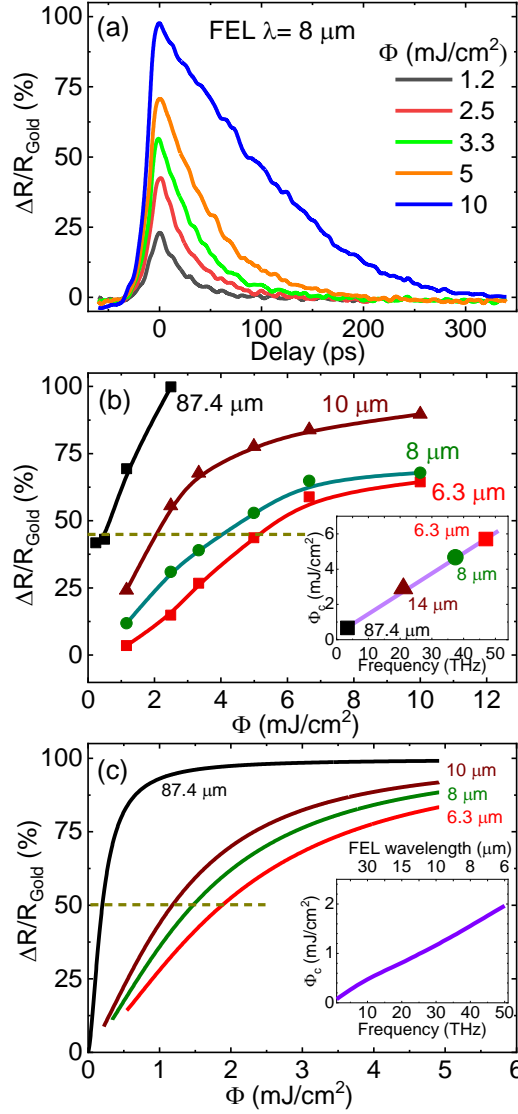 (a)
FEL λ= 8 μm
Φ (mJ/cm²)
1.2
2.5
3.3
5
10
100
75
50
25
0
ΔR/R_Gold (%)
0
100
200
300
Delay (ps)
(b)
87.4 μm
10 μm
8 μm
6.3 μm
100
75
50
25
0
ΔR/R_Gold (%)
0
2
4
6
8
10
12
Φ (mJ/cm²)
6.3 μm
8 μm
14 μm
87.4 μm
6
4
2
0
Φ_c (mJ/cm²)
0
10
20
30
40
50
Frequency (THz)
(c)
87.4 μm
10 μm
8 μm
6.3 μm
100
75
50
25
0
ΔR/R_Gold (%)
0
1
2
3
4
5
6
Φ (mJ/cm²)
FEL wavelength (μm)
30
15
10
8
6
2
1
0
Φ_c (mJ/cm²)
0
10
20
30
40
50
Frequency (THz)